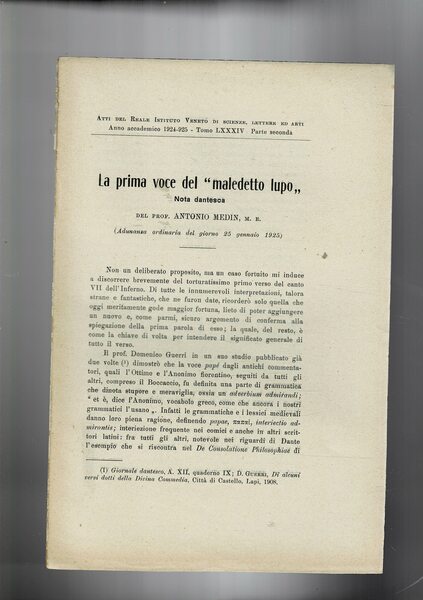 Atti del Reale Istituto Veneto di scienze, lettere ed arti
Anno accademico 1924-925 - Tomo LXXXIV Parte seconda
La prima voce del “maledetto lupo„
Nota dantesca
DEL PROF. ANTONIO MEDIN, M. E.
(Adunanza ordinaria del giorno 25 gennaio 1925)
Non un deliberato proposito, ma un caso fortuito mi induce
a discorrere brevemente del torturatissimo primo verso del canto
VII dell'Inferno. Di tutte le innumerevoli interpretazioni, talora
strane e fantastiche, che ne furon date, ricorderò solo quella che
oggi meritamente gode maggior fortuna, lieto di poter aggiungere
un nuovo e, come parmi, sicuro argomento di conferma alla
spiegazione della prima parola di esso; la quale, del resto, è
come la chiave di volta per intendere il significato generale di
tutto il verso.
Il prof. Domenico Guerri in un suo studio pubblicato già
due volte (¹) dimostrò che la voce papé dagli antichi commenta-
tori, quali l'Ottimo e l'Anonimo fiorentino, seguiti da tutti gli
altri, compreso il Boccaccio, fu definita una parte di grammatica
che dinota stupore e meraviglia; ossia un adverbium admirandi;
“ et è, dice l'Anonimo, vocabolo greco, come che ancora i nostri
grammatici l'usano „. Infatti le grammatiche e i lessici medievali
danno loro piena ragione, definendo papae, interiectio ad-
mirantis; interiezione frequente nei comici e anche in altri scrit-
tori latini: fra tutti gli altri, notevole nei riguardi di Dante
l'esempio che si riscontra nel De Consolatione Philosophiae di
(1) Giornale dantesco, A. XII, quaderno IX; D. Guerri, Di alcuni
versi dotti della Divina Commedia, Città di Castello, Lapi, 1908.